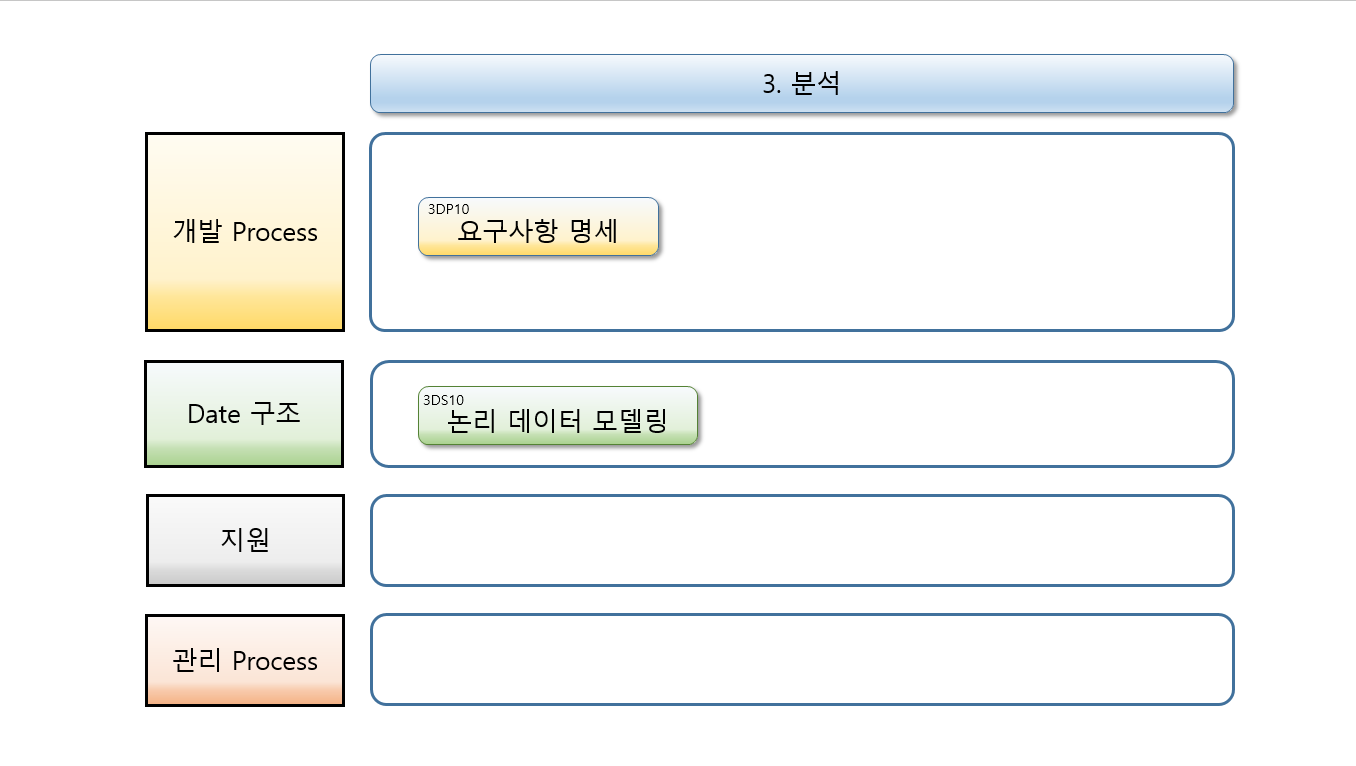 3. 분석
개발 Process
3DP10
요구사항 명세
Date 구조
3DS10
논리 데이터 모델링
지원
관리 Process